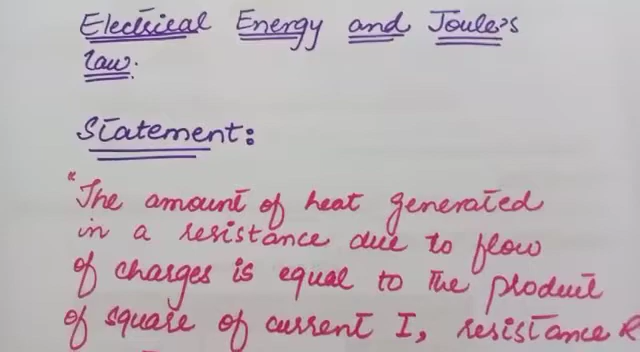 Electrical Energy and Joule's
law.
Statement:
"The amount of heat generated
in a resistance due to flow
of charges is equal to the product
of square of current I, resistance R